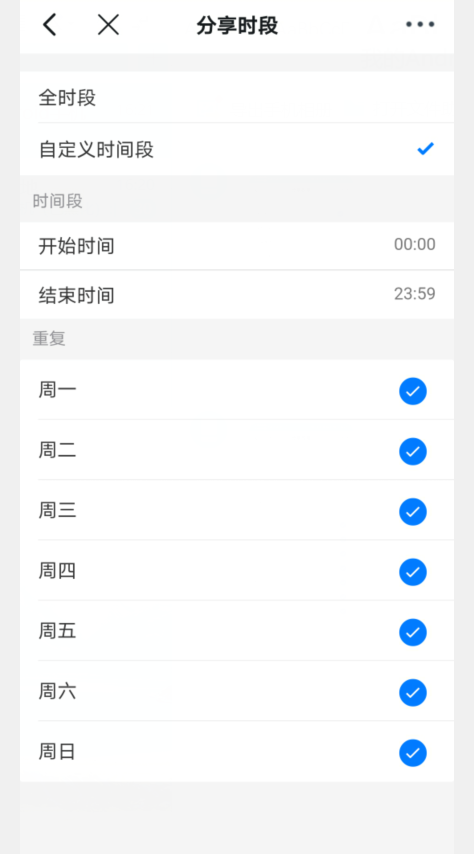 分享时段
全时段
自定义时间段
时间段
开始时间 00:00
结束时间 23:59
重复
周一
周二
周三
周四
周五
周六
周日